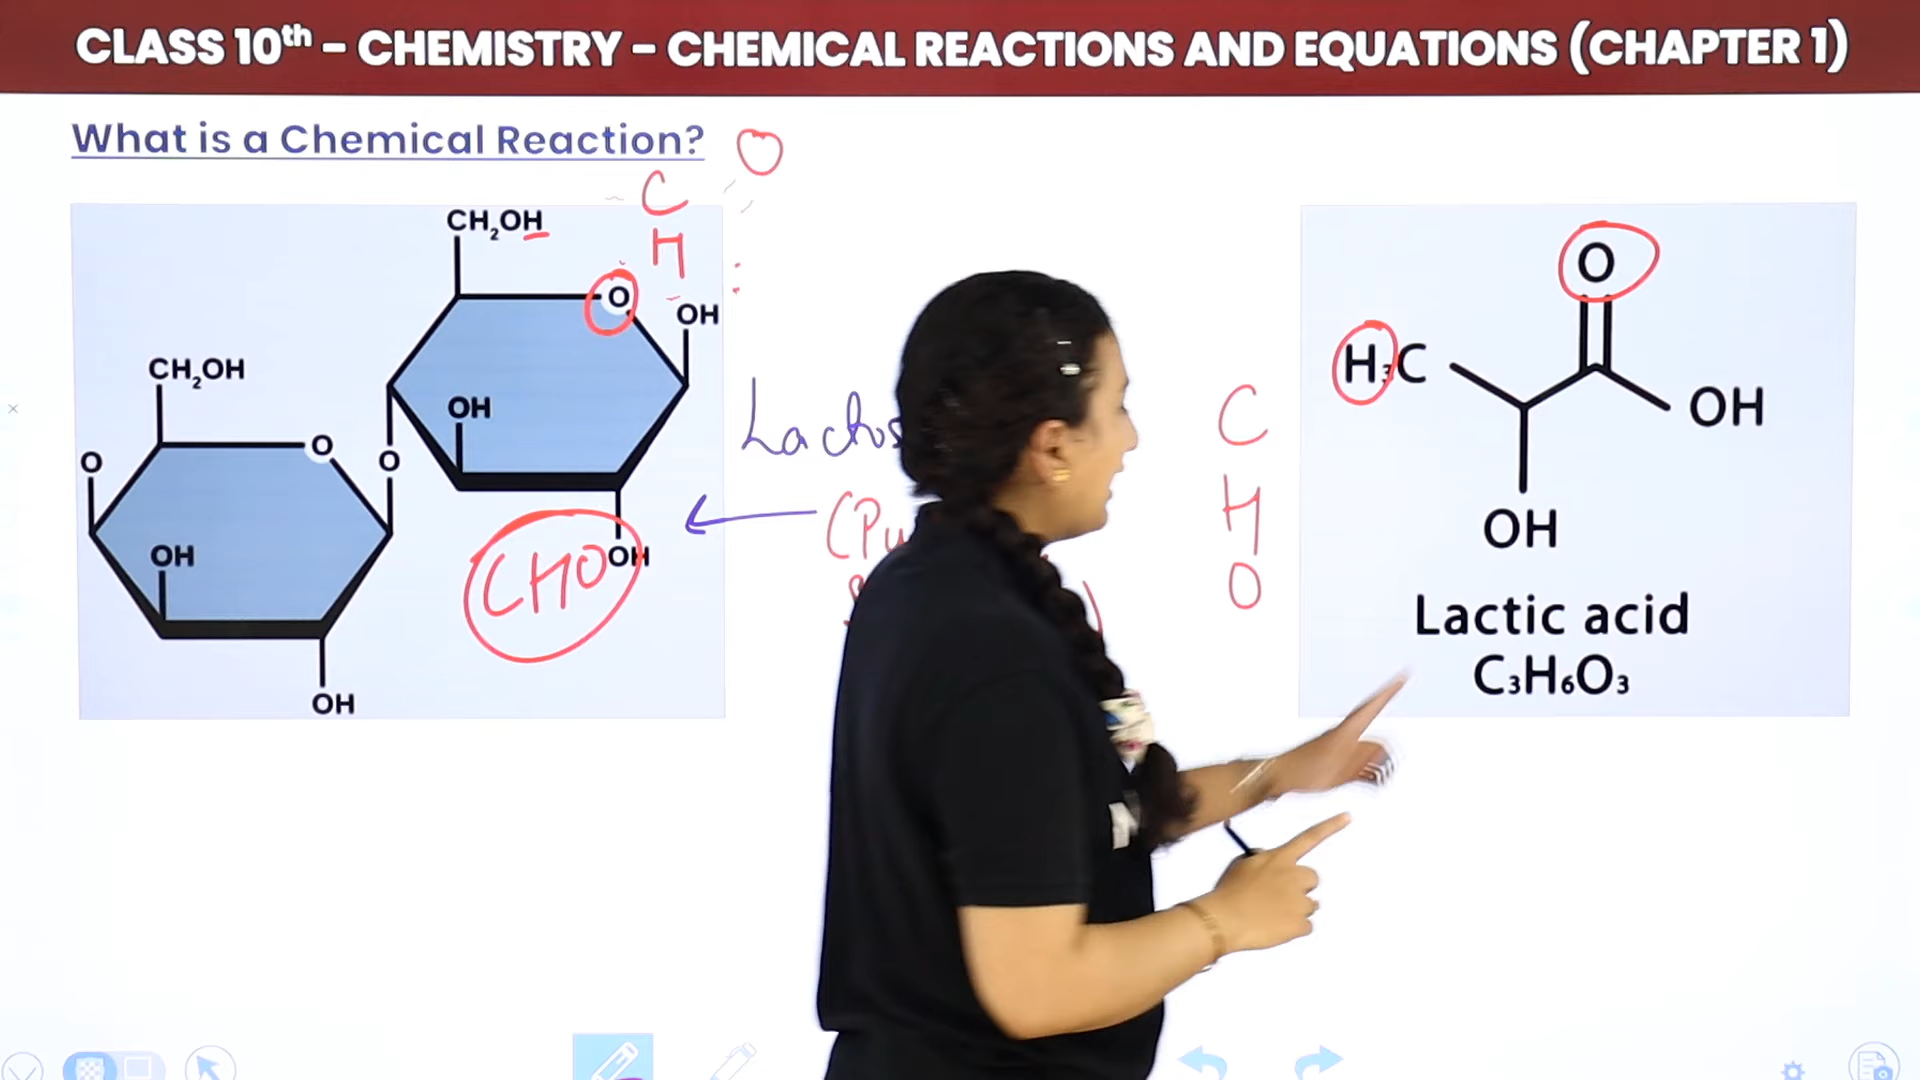 CLASS 10th - CHEMISTRY - CHEMICAL REACTIONS AND EQUATIONS (CHAPTER 1)
What is a Chemical Reaction?
O
C
H
CH2OH
O
OH
CH2OH
OH
O
O
O
OH
OH
CHO
OH
C
H
O
O
H3C
OH
OH
Lactic acid
C3H6O3